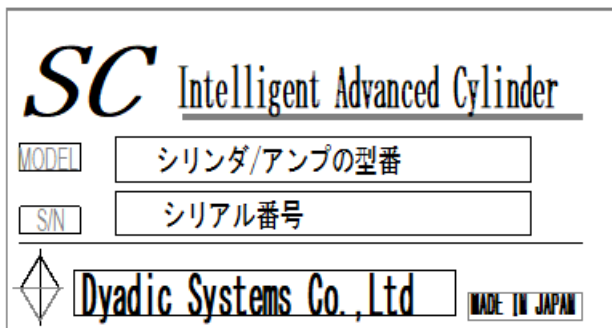 SC Intelligent Advanced Cylinder
MODEL シリンダ/アンプの型番
S/N シリアル番号
Dyadic Systems Co.,Ltd MADE IN JAPAN